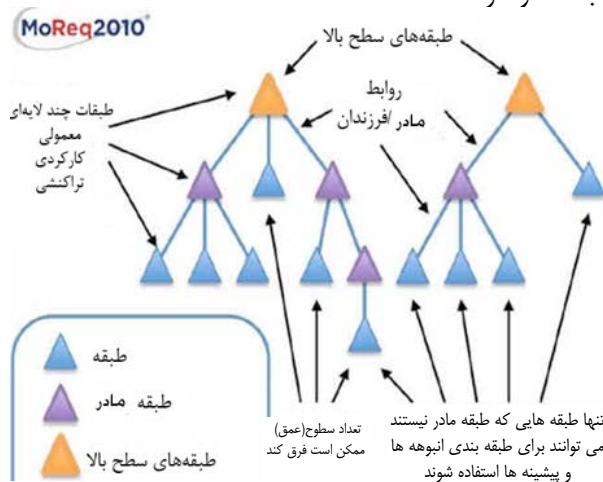 MoReq2010
طبقه‌های سطح بالا
روابط
مادر/فرزندان
طبقات چند لایه‌ای
معمولی
کارکردی
تراکنشی
طبقه
طبقه مادر
طبقه‌های سطح بالا
تعداد سطوح(عمق)
ممکن است فرق کند
تنها طبقه هایی که طبقه مادر نیستند
می توانند برای طبقه بندی انبوهه ها
و پیشینه ها استفاده شوند